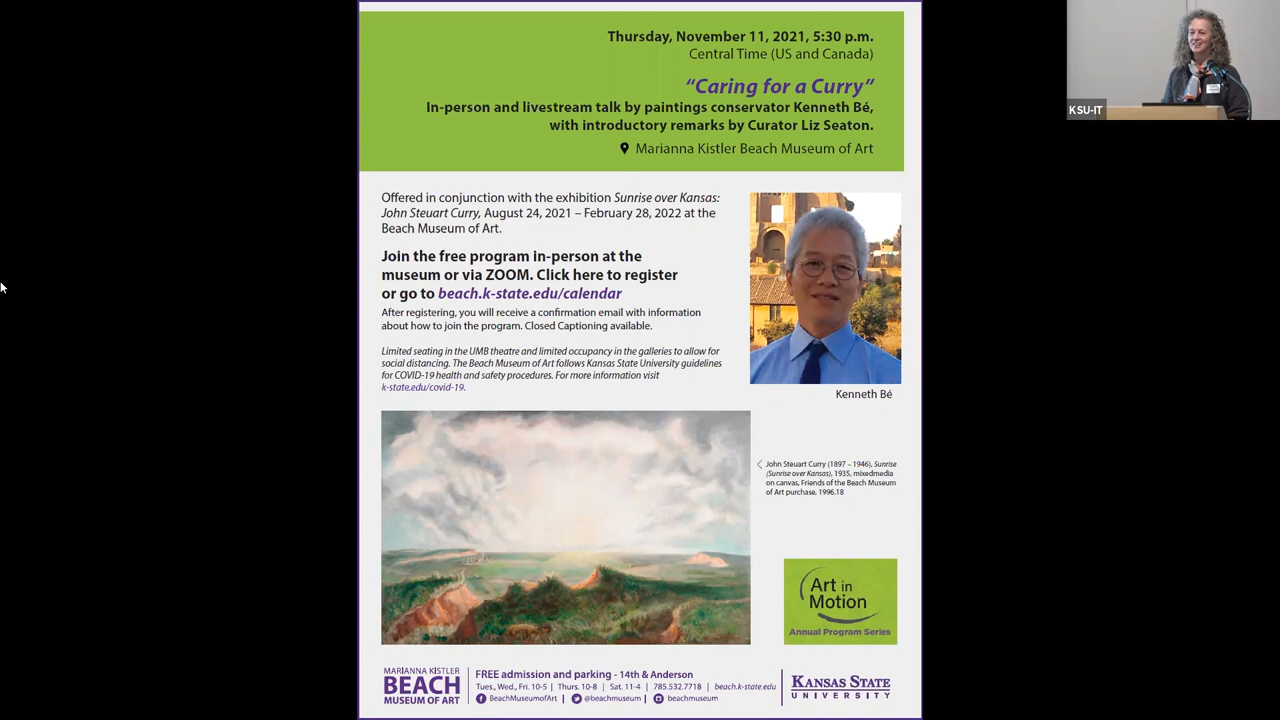 Thursday, November 11, 2021, 5:30 p.m.
Central Time (US and Canada)
“Caring for a Curry”
In-person and livestream talk by paintings conservator Kenneth Bé,
with introductory remarks by Curator Liz Seaton.
Marianna Kistler Beach Museum of Art
KSU-IT
Offered in conjunction with the exhibition Sunrise over Kansas:
John Steuart Curry, August 24, 2021 – February 28, 2022 at the
Beach Museum of Art.
Join the free program in-person at the
museum or via ZOOM. Click here to register
or go to beach.k-state.edu/calendar
After registering, you will receive a confirmation email with information
about how to join the program. Closed Captioning available.
Limited seating in the UMB theatre and limited occupancy in the galleries to allow for
social distancing. The Beach Museum of Art follows Kansas State University guidelines
for COVID-19 health and safety procedures. For more information visit
k-state.edu/covid-19.
Kenneth Bé
John Steuart Curry (1897 – 1946), Sunrise
(Sunrise over Kansas), 1935, mixedmedia
on canvas, Friends of the Beach Museum
of Art purchase, 1996.18
Art in
Motion
Annual Program Series
MARIANNA KISTLER
BEACH
MUSEUM OF ART
FREE admission and parking - 14th & Anderson
Tues., Wed., Fri. 10-5 | Thurs. 10-8 | Sat. 11-4 | 785.532.7718 | beach.k-state.edu
BeachMuseumofArt | @beachmuseum | beachmuseum
KANSAS STATE
UNIVERSITY